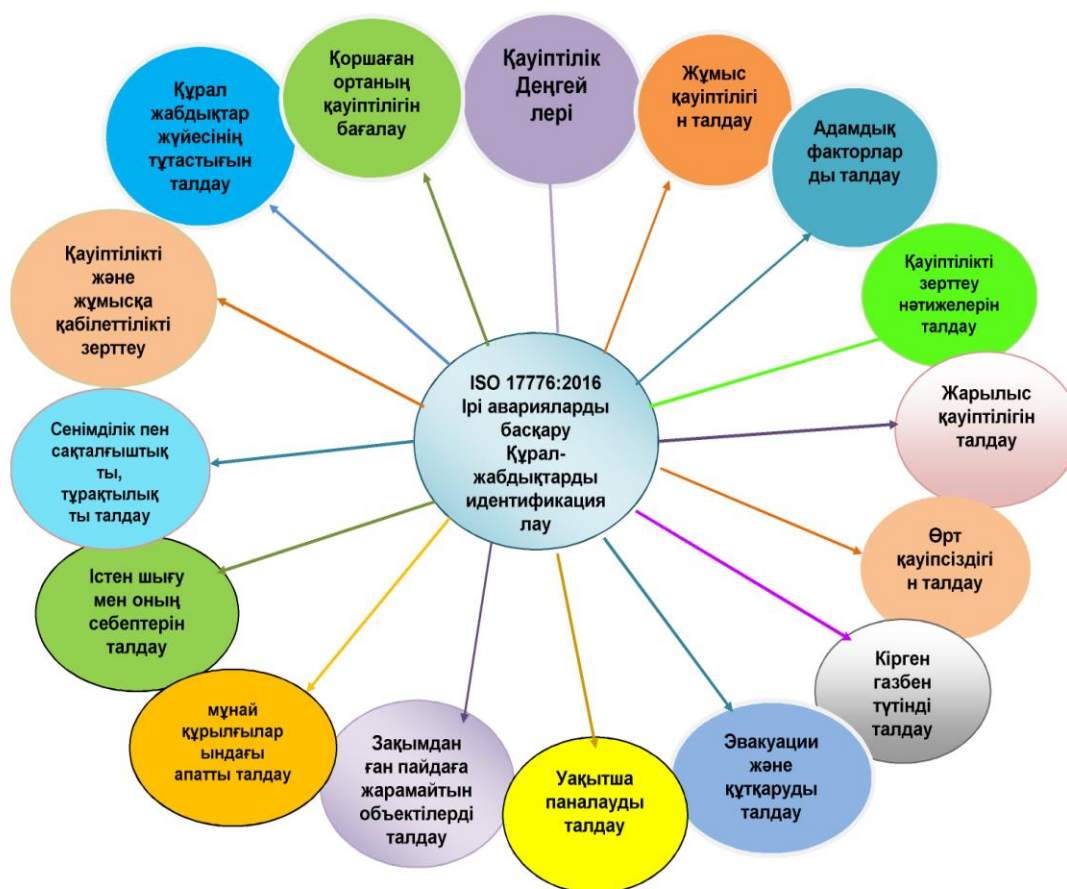 Қауіптілік
Деңгей
лері
Жұмыс
қауіптілігі
н талдау
Адамдық
факторлар
ды талдау
Қауіптілікті
зерттеу
нәтижелерін
талдау
Жарылыс
қауіптілігін
талдау
Өрт
қауіпсіздігі
н талдау
Кірген
газбен
түтінді
талдау
Эвакуации
және
құтқаруды
талдау
Уақытша
паналауды
талдау
Зақымдан
ған пайдаға
жарамайтын
объектілерді
талдау
мұнай
құрылғылар
ындағы
апатты талдау
Істен шығу
мен оның
себептерін
талдау
Сенімділік пен
сақталғыштық
ты,
тұрақтылық
ты талдау
Қауіптілікті
және
жұмысқа
қабілеттілікті
зерттеу
Құрал
жабдықтар
жүйесінің
тұтастығын
талдау
Қоршаған
ортаның
қауіптілігін
бағалау
ISO 17776:2016
Ірі аварияларды
басқару
Құрал-
жабдықтарды
идентификация
лау